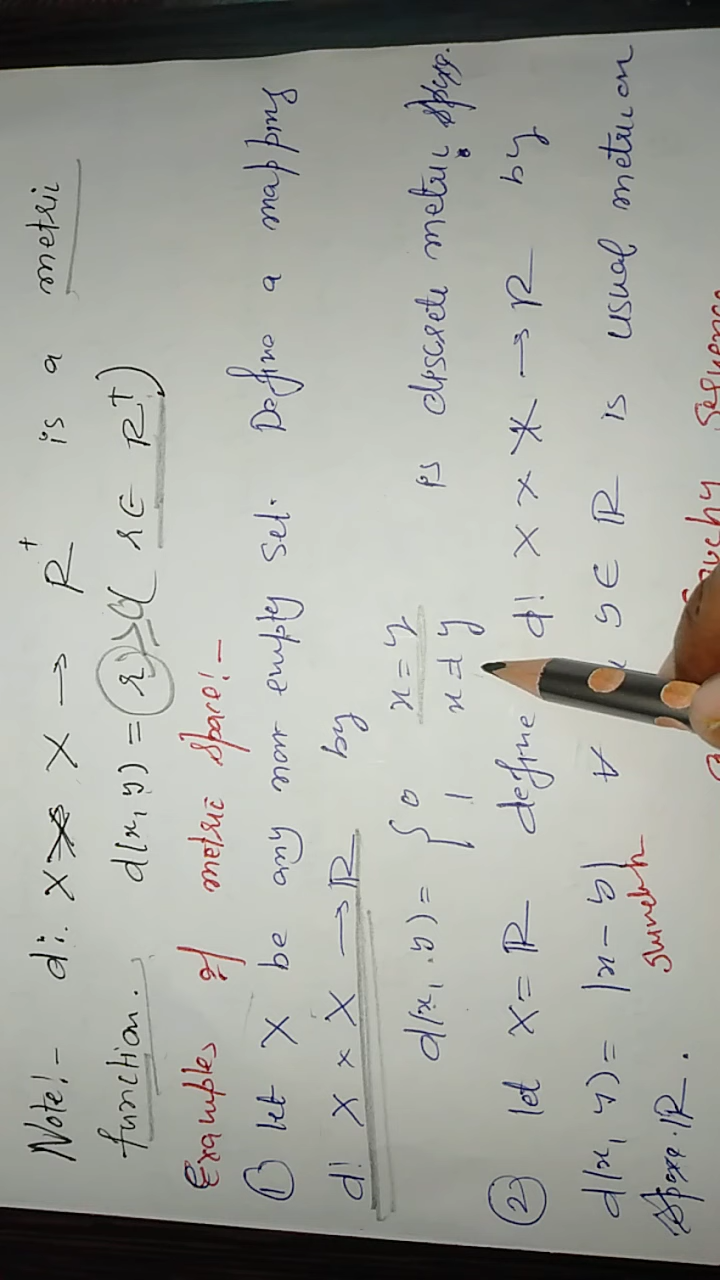 Note:- d: X × X → R⁺ is a metric
function. d(x, y) = r ≥ 0 ( r ∈ R⁺)
Examples of metric space:-
① let X be any non empty set. Define a mapping
d: X × X → R by
d(x, y) = { 0 x = y
1 x ≠ y is discrete metric space.
② let X = R define d: X × X → R by
d(x, y) = |x - y| ∀ y ∈ R is usual metric on
space R.
sequence